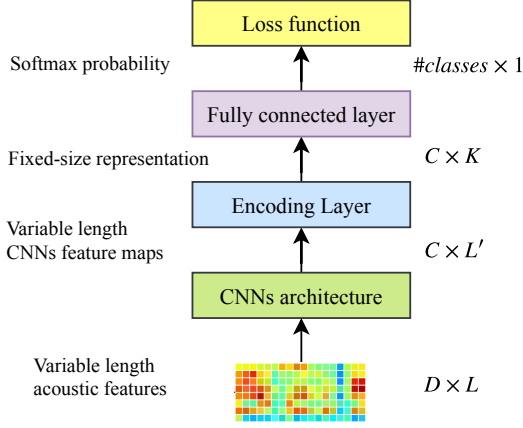 Loss function
Softmax probability
#classes × 1
Fully connected layer
Fixed-size representation
C × K
Encoding Layer
Variable length
CNNs feature maps
C × L′
CNNs architecture
Variable length
acoustic features
D × L